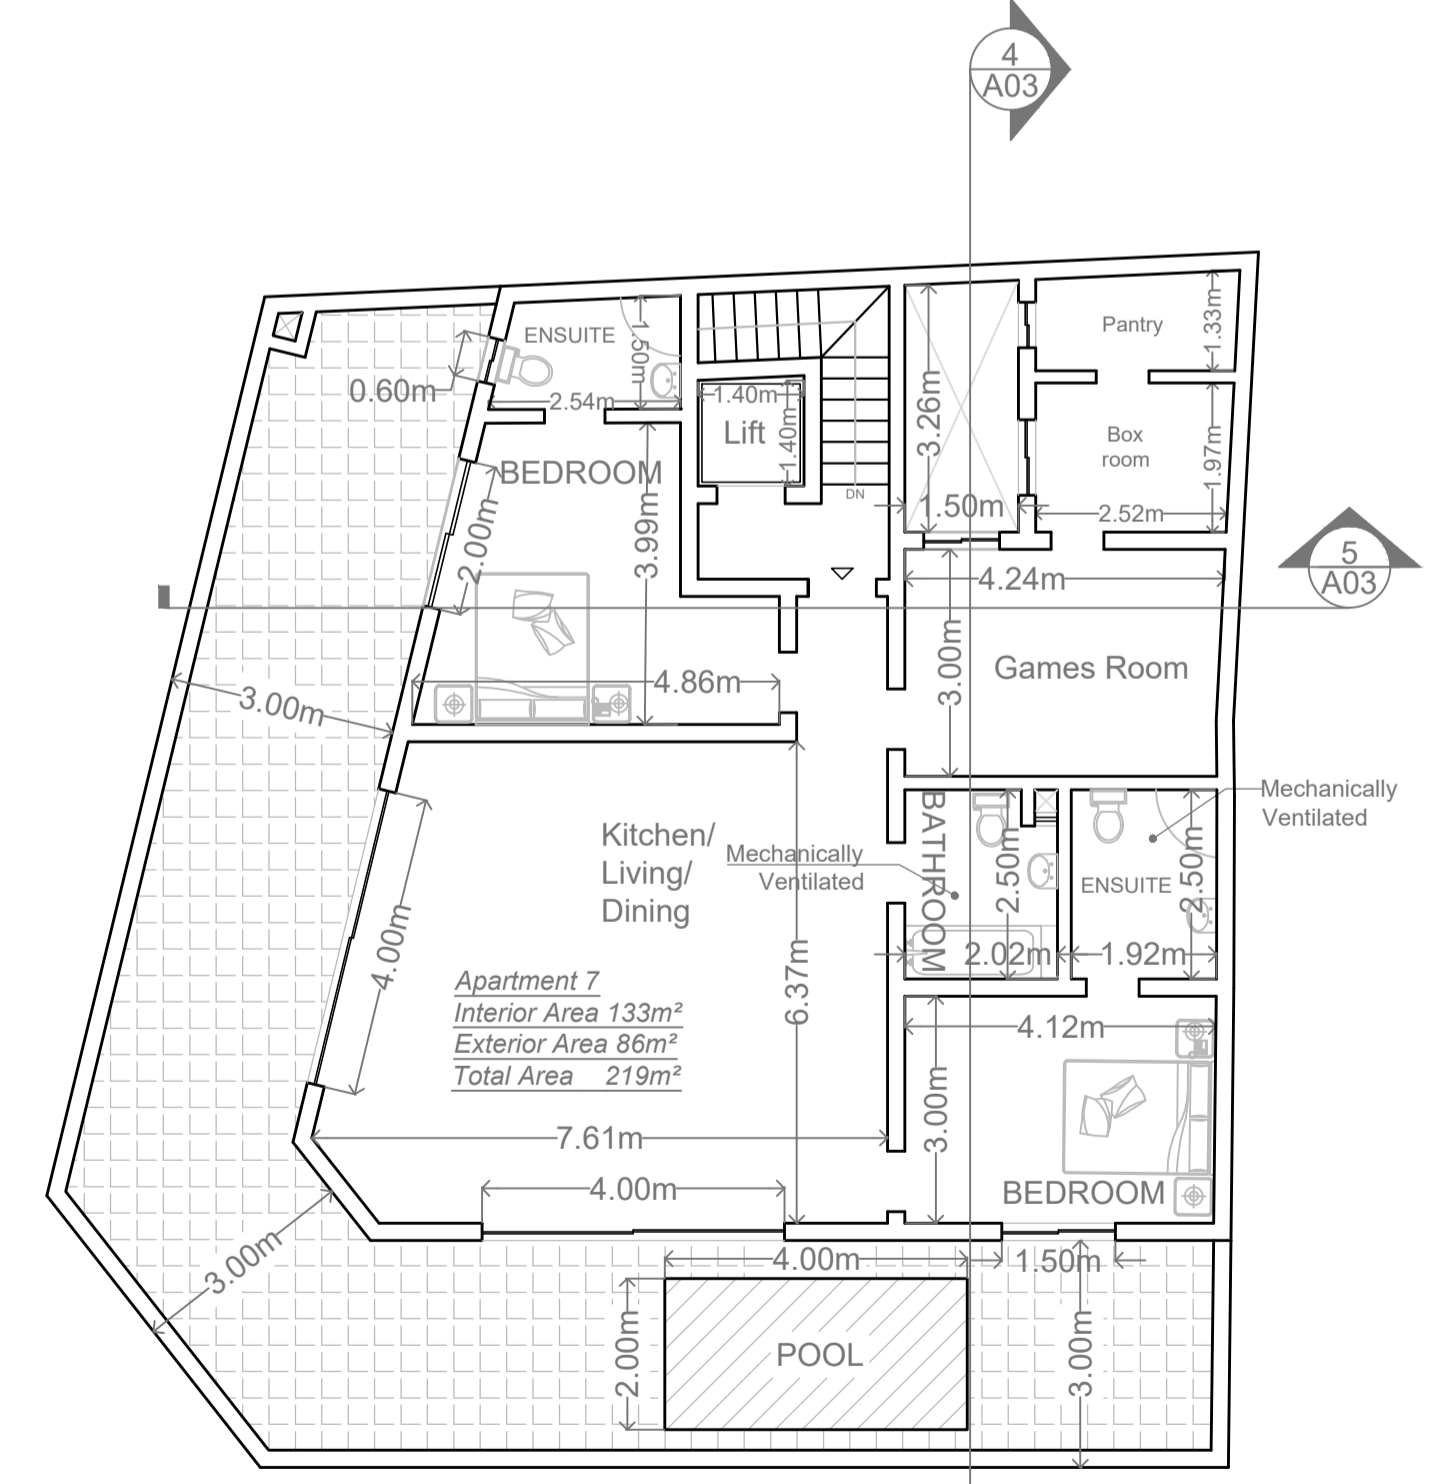 4
A03
ENSUITE
1.50m
0.60m
2.54m
1.40m
Lift
1.40m
3.26m
Pantry
1.33m
Box
room
1.97m
BEDROOM
DN
1.50m
2.52m
2.00m
3.99m
5
A03
4.24m
3.00m
Games Room
4.86m
3.00m
Mechanically
Ventilated
Kitchen/
Living/
Dining
Mechanically
Ventilated
BATHROOM
2.50m
ENSUITE
2.50m
4.00m
2.02m
1.92m
6.37m
Apartment 7
Interior Area 133m²
Exterior Area 86m²
Total Area 219m²
4.12m
3.00m
7.61m
4.00m
BEDROOM
3.00m
4.00m
1.50m
2.00m
POOL
3.00m